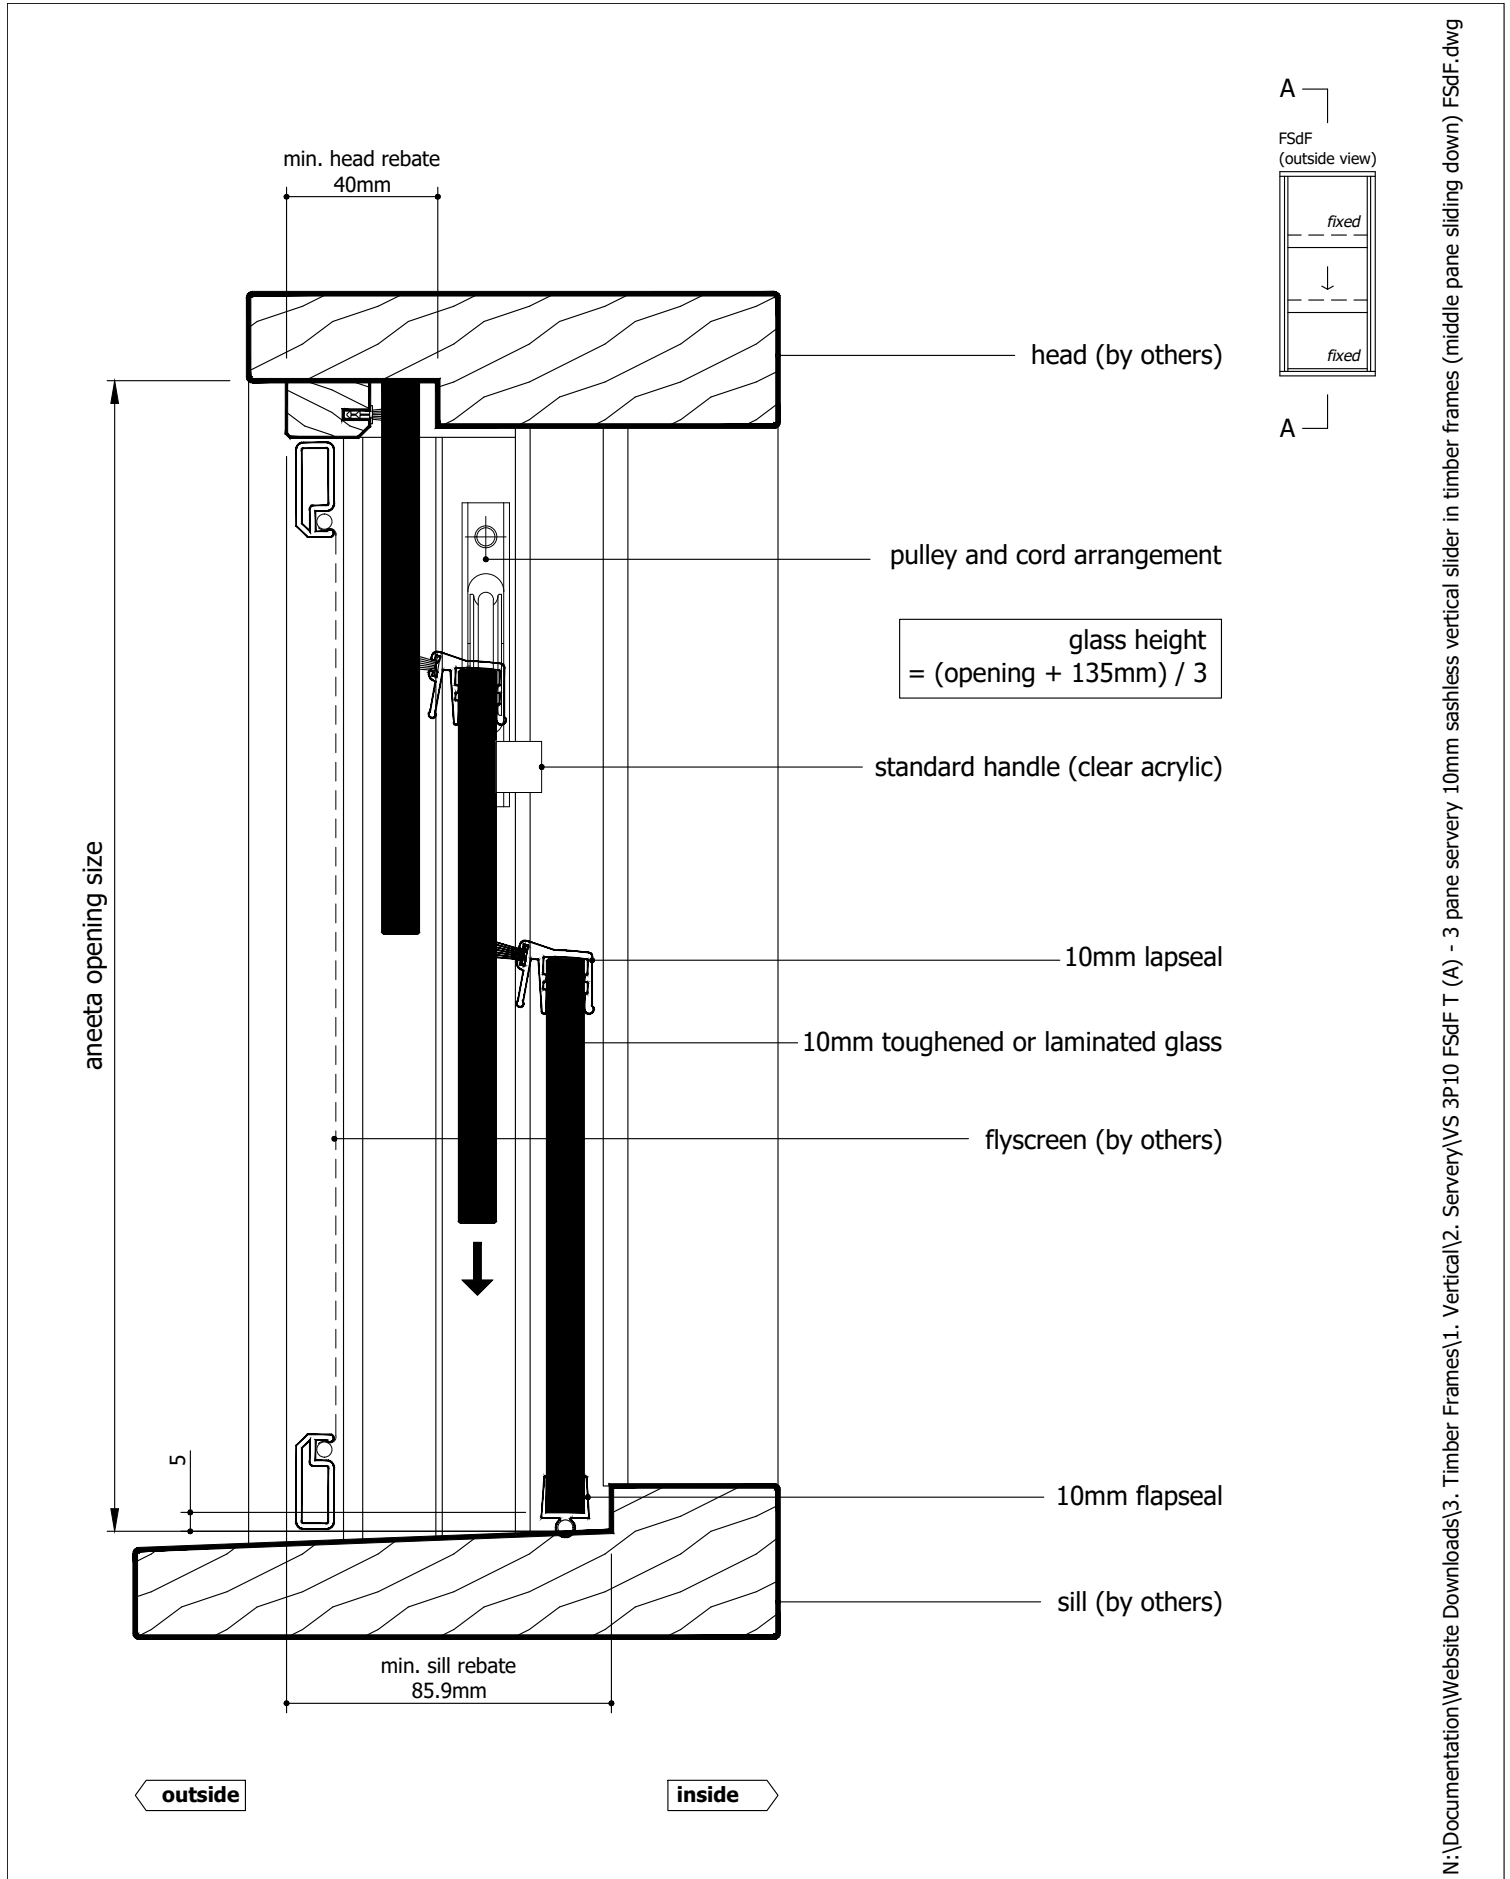 A
FSdF
(outside view)
fixed
fixed
A
min. head rebate
40mm
head (by others)
pulley and cord arrangement
glass height
= (opening + 135mm) / 3
standard handle (clear acrylic)
aneeta opening size
10mm lapseal
10mm toughened or laminated glass
flyscreen (by others)
5
10mm flapseal
sill (by others)
min. sill rebate
85.9mm
outside
inside
N:\Documentation\Website Downloads\3. Timber Frames\1. Vertical\2. Servery\VS 3P10 FSdF T (A) - 3 pane servery 10mm sashless vertical slider in timber frames (middle pane sliding down) FSdF.dwg